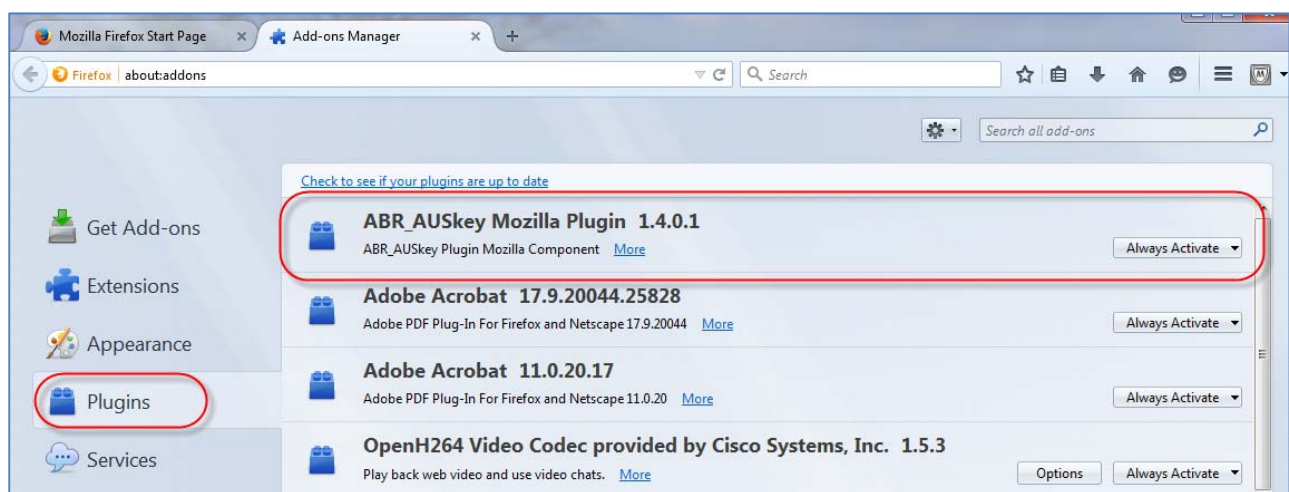 Mozilla Firefox Start Page
Add-ons Manager
Firefox about:addons
Search
Search all add-ons
Check to see if your plugins are up to date
Get Add-ons
Extensions
Appearance
Plugins
Services
ABR_AUSkey Mozilla Plugin 1.4.0.1
ABR_AUSkey Plugin Mozilla Component More
Always Activate
Adobe Acrobat 17.9.20044.25828
Adobe PDF Plug-In For Firefox and Netscape 17.9.20044 More
Always Activate
Adobe Acrobat 11.0.20.17
Adobe PDF Plug-In For Firefox and Netscape 11.0.20 More
Always Activate
OpenH264 Video Codec provided by Cisco Systems, Inc. 1.5.3
Play back web video and use video chats. More
Options Always Activate